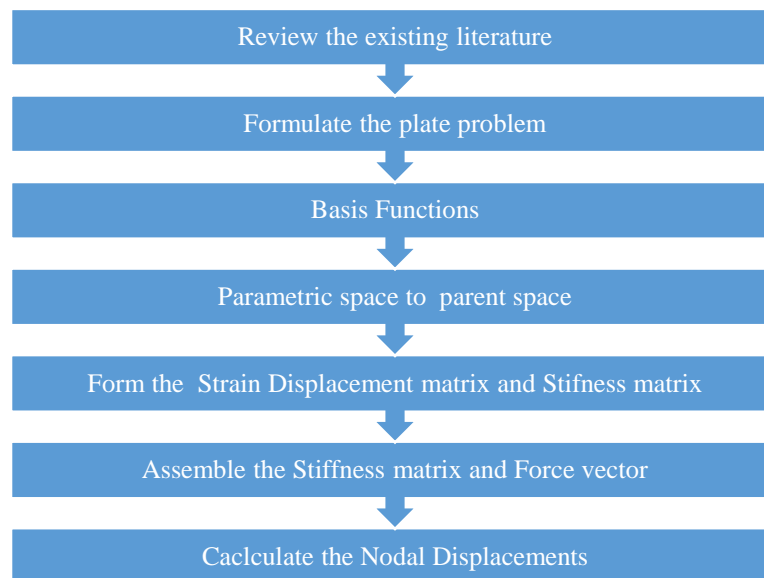 Review the existing literature
Formulate the plate problem
Basis Functions
Parametric space to parent space
Form the Strain Displacement matrix and Stifness matrix
Assemble the Stiffness matrix and Force vector
Caclculate the Nodal Displacements